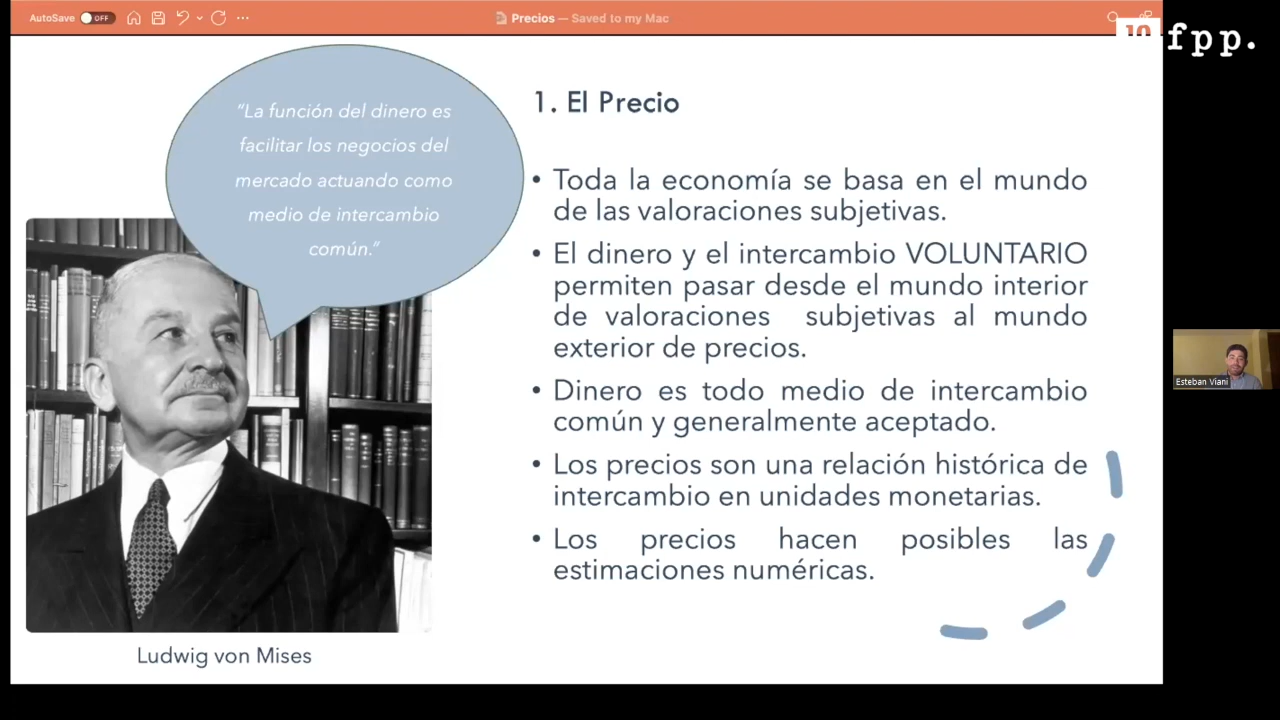 AutoSave OFF
Precios — Saved to my Mac
10 fpp.
“La función del dinero es
facilitar los negocios del
mercado actuando como
medio de intercambio
común.”
1. El Precio
• Toda la economía se basa en el mundo
de las valoraciones subjetivas.
• El dinero y el intercambio VOLUNTARIO
permiten pasar desde el mundo interior
de valoraciones subjetivas al mundo
exterior de precios.
• Dinero es todo medio de intercambio
común y generalmente aceptado.
• Los precios son una relación histórica de
intercambio en unidades monetarias.
• Los precios hacen posibles las
estimaciones numéricas.
Ludwig von Mises
Esteban Viani